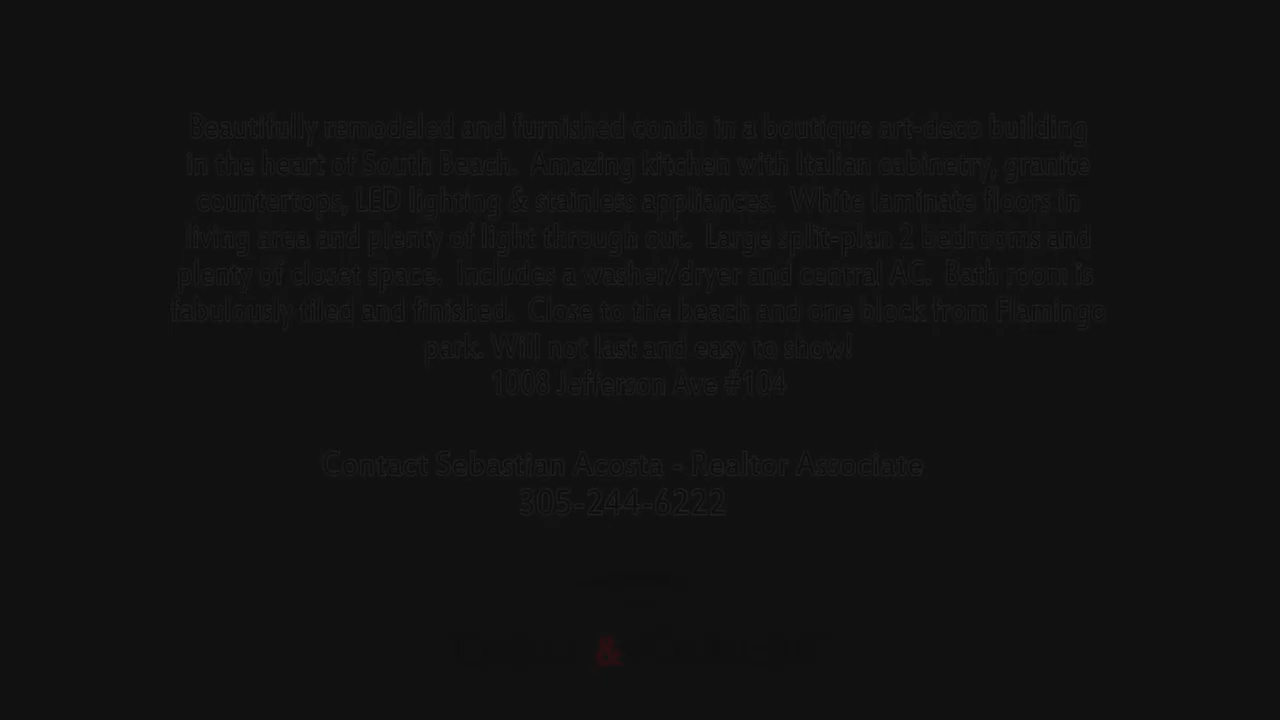 Beautifully remodeled and furnished condo in a boutique art-deco building
in the heart of South Beach.  Amazing kitchen with Italian cabinetry, granite
countertops, LED lighting & stainless appliances.  White laminate floors in
living area and plenty of light through out.  Large split-plan 2 bedrooms and
plenty of closet space.  Includes a washer/dryer and central AC.  Bath room is
fabulously tiled and finished.  Close to the beach and one block from Flamingo
park. Will not last and easy to show!
1008 Jefferson Ave #104
Contact Sebastian Acosta - Realtor Associate
305-244-6222
&